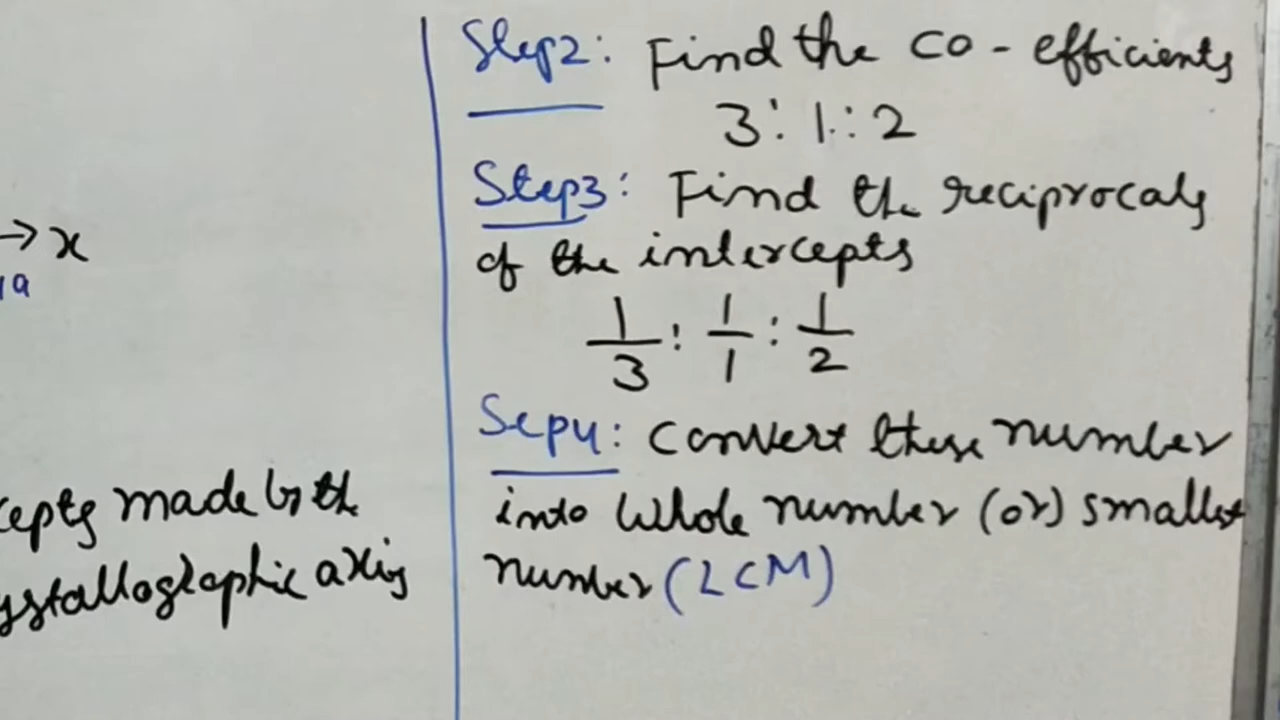 → x
a
cepts made by the
ystallographic axis
Step2: Find the co-efficients
3:1:2
Step3: Find the reciprocals
of the intercepts
1/3 : 1/1 : 1/2
Sep4: Convert these number
into Whole number (or) smallest
number (LCM)